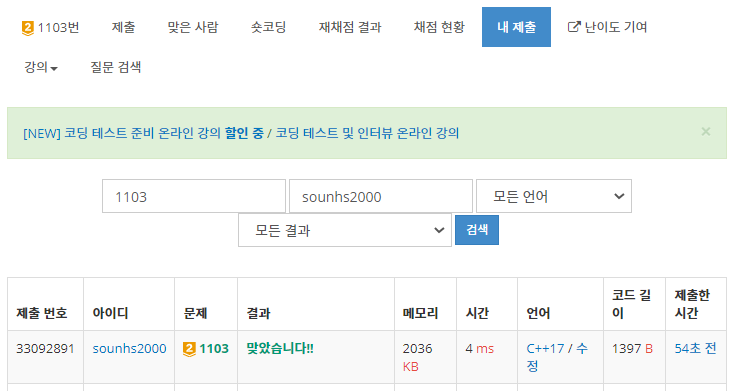 2 1103번 제출 맞은 사람 숏코딩 재채점 결과 채점 현황 내 제출 난이도 기여
강의 질문 검색
[NEW] 코딩 테스트 준비 온라인 강의 할인 중 / 코딩 테스트 및 인터뷰 온라인 강의 ×
1103 sounhs2000 모든 언어
모든 결과 검색
제출 번호 아이디 문제 결과 메모리 시간 언어 코드 길이 제출한 시간
33092891 sounhs2000 2 1103 맞았습니다!! 2036 KB 4 ms C++17 / 수정 1397 B 54초 전